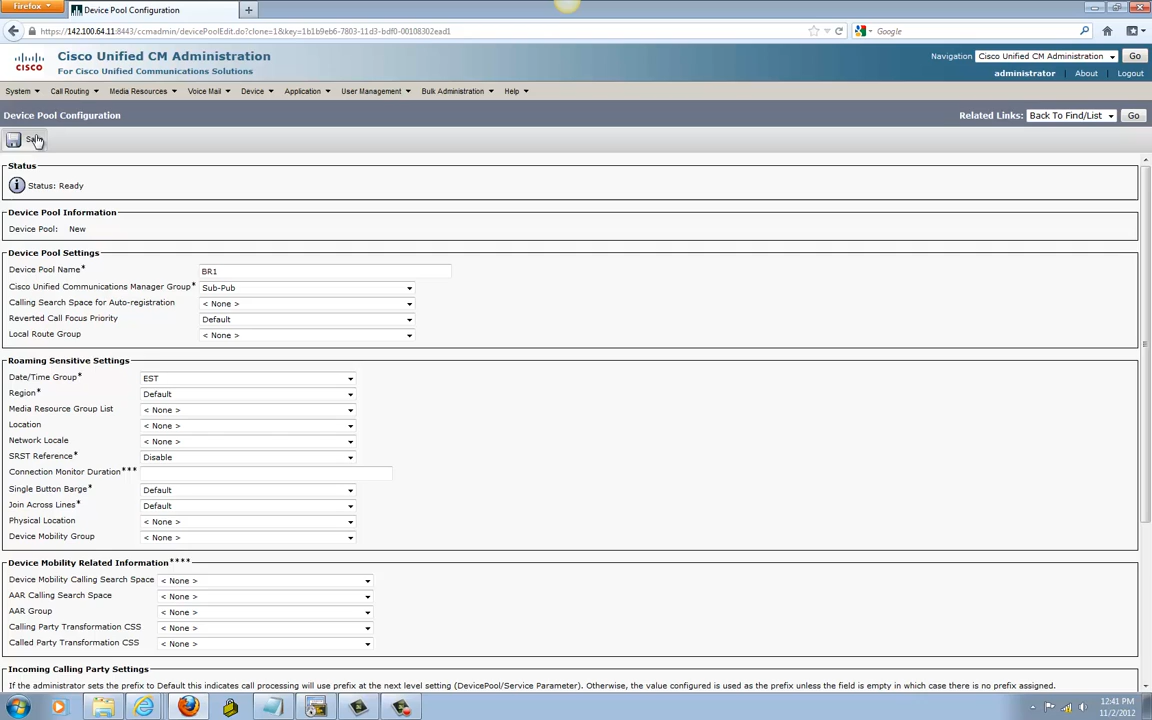 Firefox
Device Pool Configuration
https://142.100.64.11:8443/ccmadmin/devicePoolEdit.do?clone=1&key=1b1b9eb6-7803-11d3-bdf0-00108302ead1
Google
cisco
Cisco Unified CM Administration
For Cisco Unified Communications Solutions
Navigation Cisco Unified CM Administration Go
administrator About Logout
System Call Routing Media Resources Voice Mail Device Application User Management Bulk Administration Help
Device Pool Configuration
Related Links: Back To Find/List Go
Save
Status
Status: Ready
Device Pool Information
Device Pool: New
Device Pool Settings
Device Pool Name* BR1
Cisco Unified Communications Manager Group* Sub-Pub
Calling Search Space for Auto-registration < None >
Reverted Call Focus Priority Default
Local Route Group < None >
Roaming Sensitive Settings
Date/Time Group* EST
Region* Default
Media Resource Group List < None >
Location < None >
Network Locale < None >
SRST Reference* Disable
Connection Monitor Duration***
Single Button Barge* Default
Join Across Lines* Default
Physical Location < None >
Device Mobility Group < None >
Device Mobility Related Information****
Device Mobility Calling Search Space < None >
AAR Calling Search Space < None >
AAR Group < None >
Calling Party Transformation CSS < None >
Called Party Transformation CSS < None >
Incoming Calling Party Settings
If the administrator sets the prefix to Default this indicates call processing will use prefix at the next level setting (DevicePool/Service Parameter). Otherwise, the value configured is used as the prefix unless the field is empty in which case there is no prefix assigned.
12:41 PM
11/2/2012